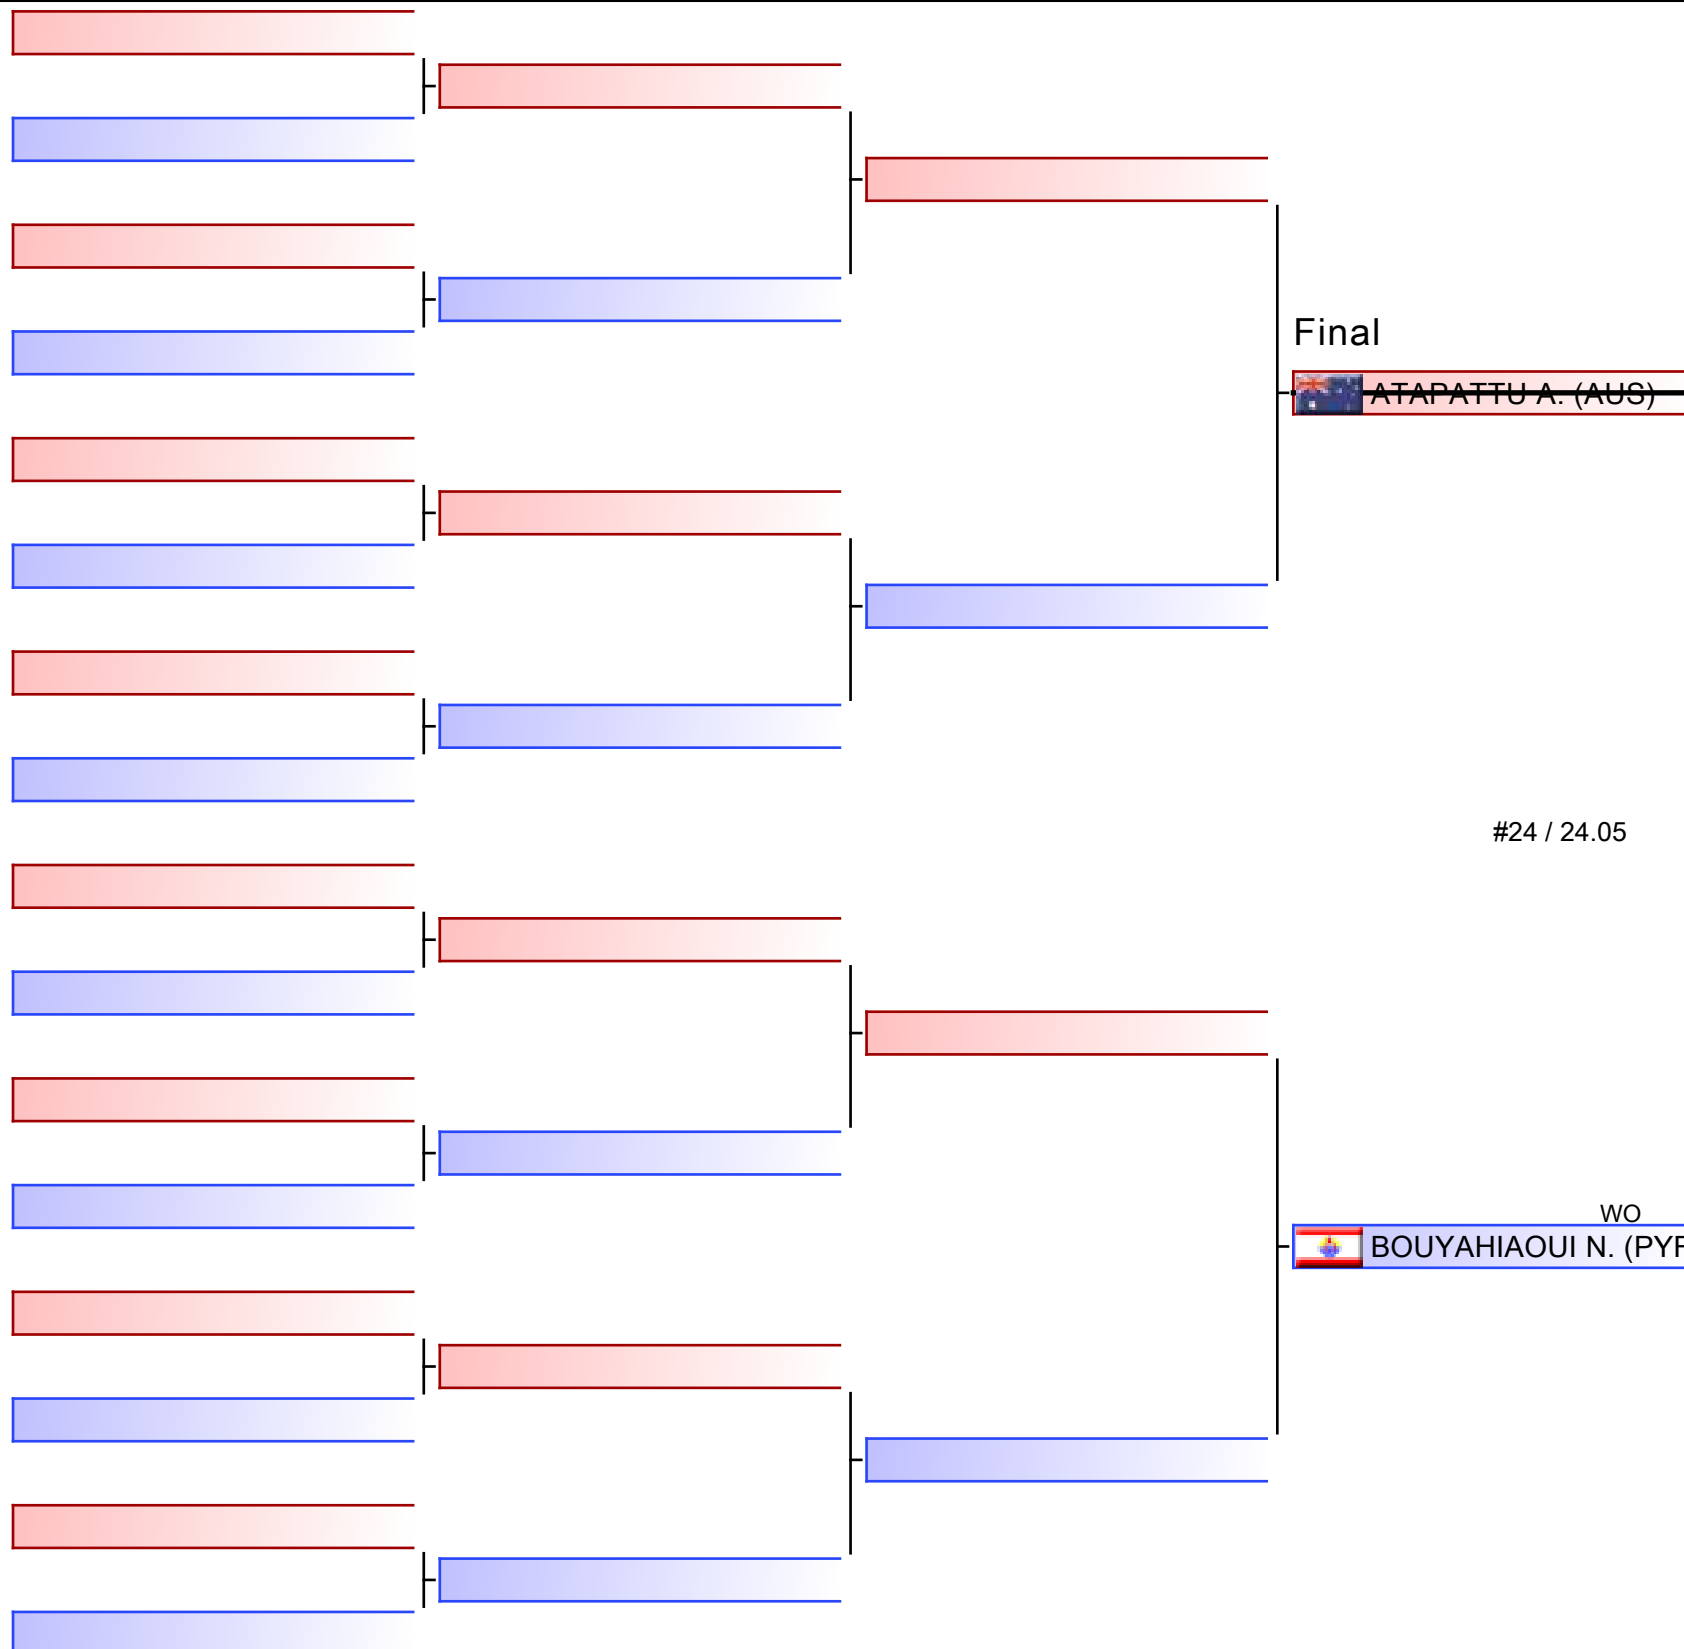 Final
ATAPATTU A. (AUS)
#24 / 24.05
WO
BOUYAHIAOUI N. (PYF